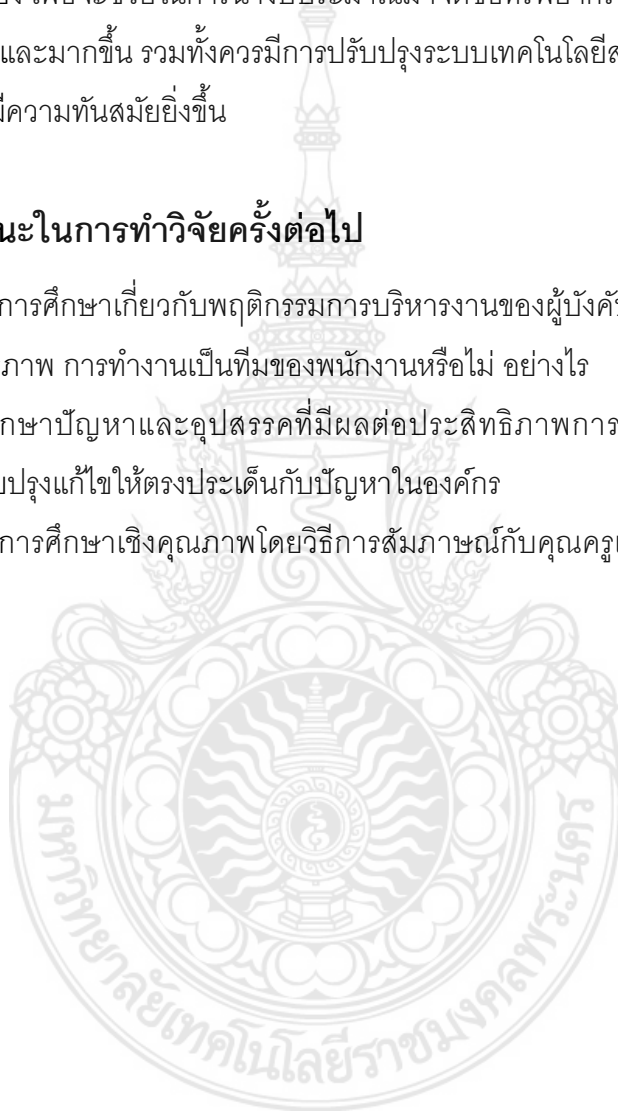 และมากขึ้น รวมทั้งควรมีการปรับปรุงระบบเทคโนโลยีส
มีความทันสมัยยิ่งขึ้น
นะในการทำวิจัยครั้งต่อไป
การศึกษาเกี่ยวกับพฤติกรรมการบริหารงานของผู้บังคับ
ภาพ การทำงานเป็นทีมของพนักงานหรือไม่ อย่างไร
กษาปัญหาและอุปสรรคที่มีผลต่อประสิทธิภาพการ
บปรุงแก้ไขให้ตรงประเด็นกับปัญหาในองค์กร
การศึกษาเชิงคุณภาพโดยวิธีการสัมภาษณ์กับคุณครู
มหาวิทยาลัยเทคโนโลยีราชมงคลพระนคร